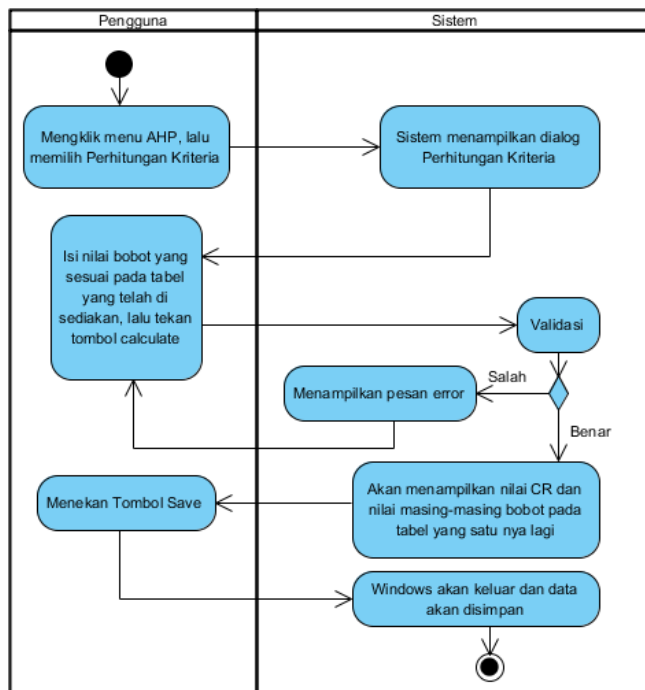 Pengguna
Sistem
Mengklik menu AHP, lalu
memilih Perhitungan Kriteria
Sistem menampilkan dialog
Perhitungan Kriteria
Isi nilai bobot yang
sesuai pada tabel
yang telah di
sediakan, lalu tekan
tombol calculate
Validasi
Salah
Menampilkan pesan error
Benar
Akan menampilkan nilai CR dan
nilai masing-masing bobot pada
tabel yang satu nya lagi
Menekan Tombol Save
Windows akan keluar dan data
akan disimpan